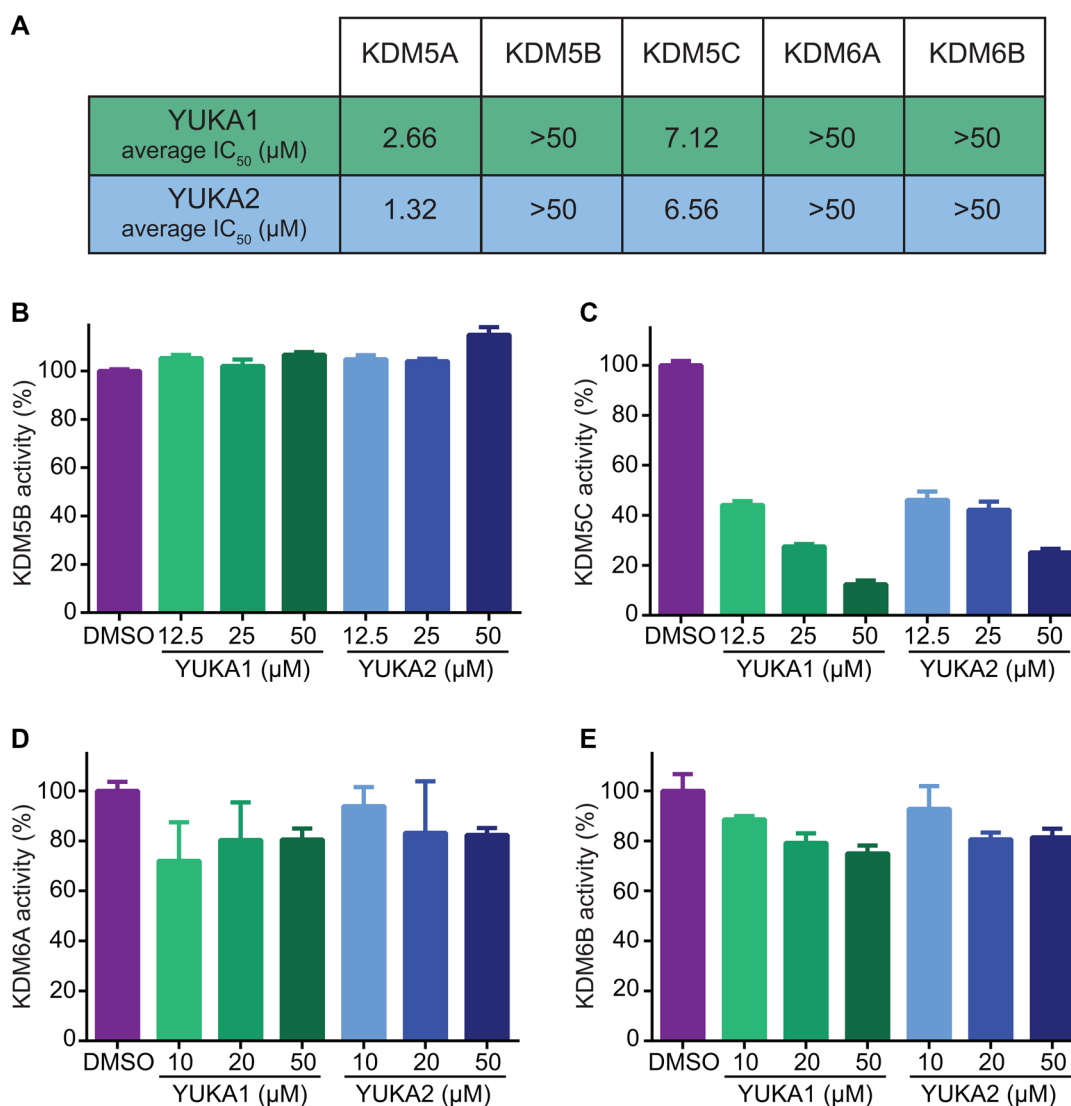 A
KDM5A KDM5B KDM5C KDM6A KDM6B
YUKA1
average IC50 (µM)
2.66 >50 7.12 >50 >50
YUKA2
average IC50 (µM)
1.32 >50 6.56 >50 >50
B
KDM5B activity (%)
100
80
60
40
20
0
DMSO 12.5 25 50 12.5 25 50
YUKA1 (µM) YUKA2 (µM)
C
KDM5C activity (%)
100
80
60
40
20
0
DMSO 12.5 25 50 12.5 25 50
YUKA1 (µM) YUKA2 (µM)
D
KDM6A activity (%)
100
80
60
40
20
0
DMSO 10 20 50 10 20 50
YUKA1 (µM) YUKA2 (µM)
E
KDM6B activity (%)
100
80
60
40
20
0
DMSO 10 20 50 10 20 50
YUKA1 (µM) YUKA2 (µM)